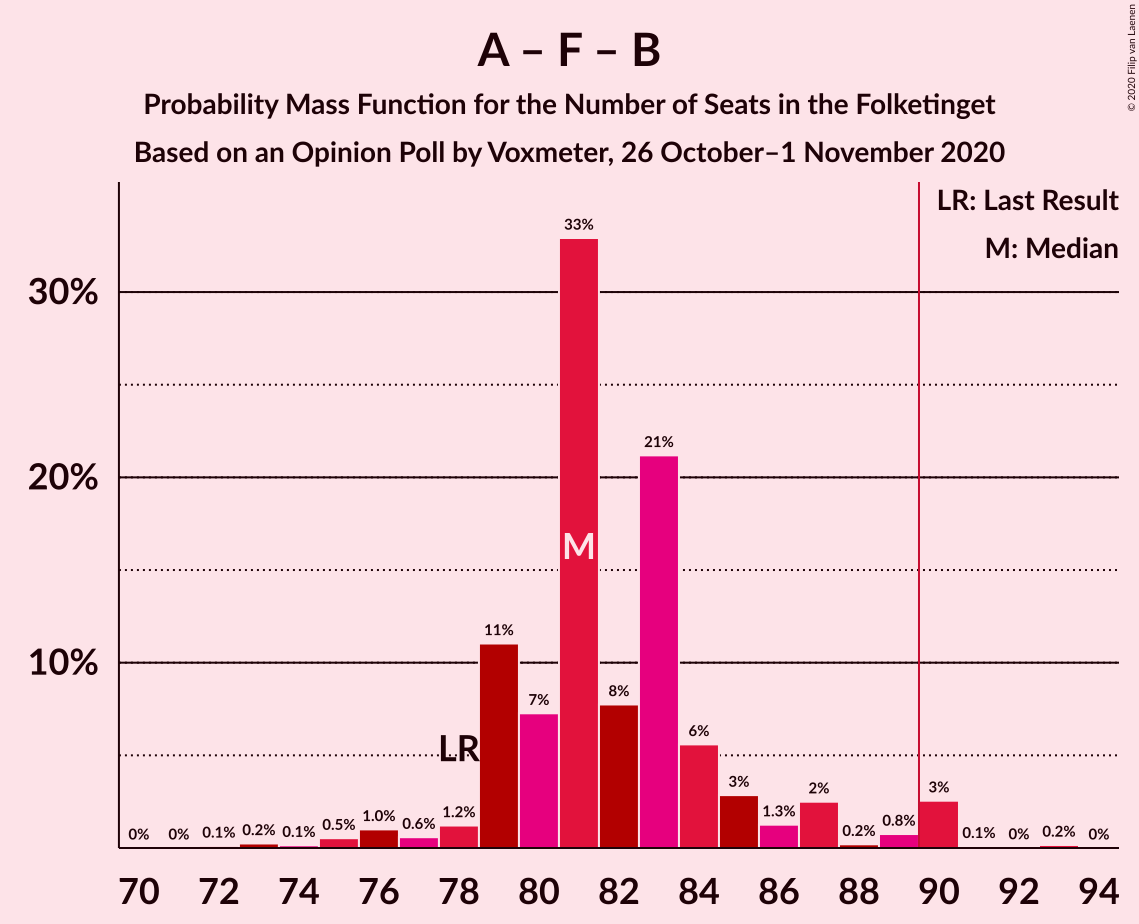 A – F – B
Probability Mass Function for the Number of Seats in the Folketinget
Based on an Opinion Poll by Voxmeter, 26 October–1 November 2020
© 2020 Filip van Laenen
LR: Last Result
M: Median
30%
20%
10%
0% 0% 0.1% 0.2% 0.1% 0.5% 1.0% 0.6% 1.2% 11% 7% 33% 8% 21% 6% 3% 1.3% 2% 0.2% 0.8% 3% 0.1% 0% 0.2% 0%
LR
M
70 72 74 76 78 80 82 84 86 88 90 92 94